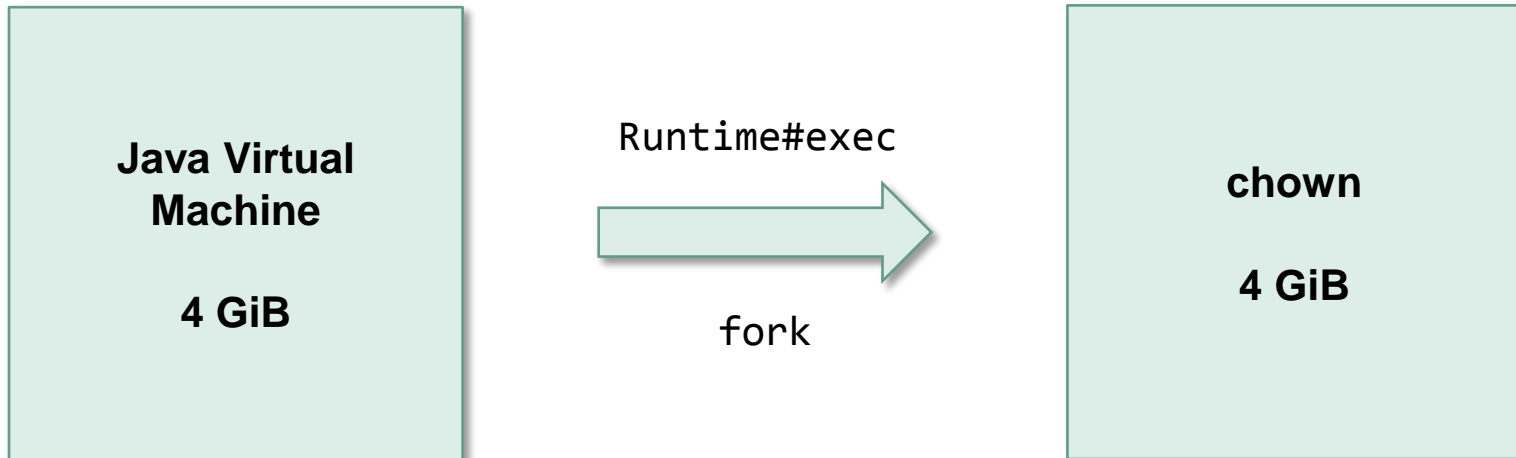 Java Virtual
Machine
4 GiB
Runtime#exec
fork
chown
4 GiB